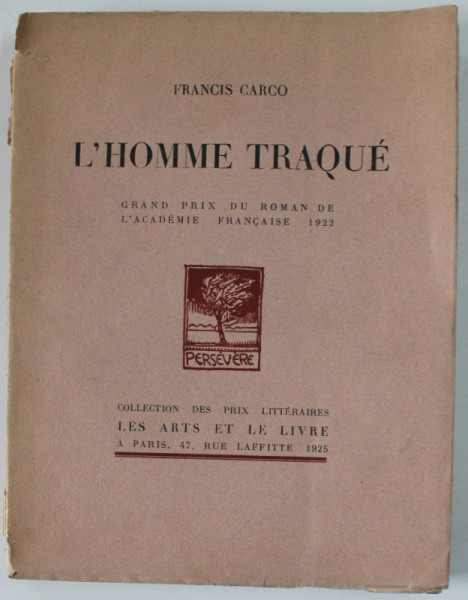 FRANCIS CARCO
L'HOMME TRAQUÉ
GRAND PRIX DU ROMAN DE
L'ACADÉMIE FRANÇAISE 1922
PERSÉVÈRE
COLLECTION DES PRIX LITTÉRAIRES
LES ARTS ET LE LIVRE
A PARIS, 47, RUE LAFFITTE 1925